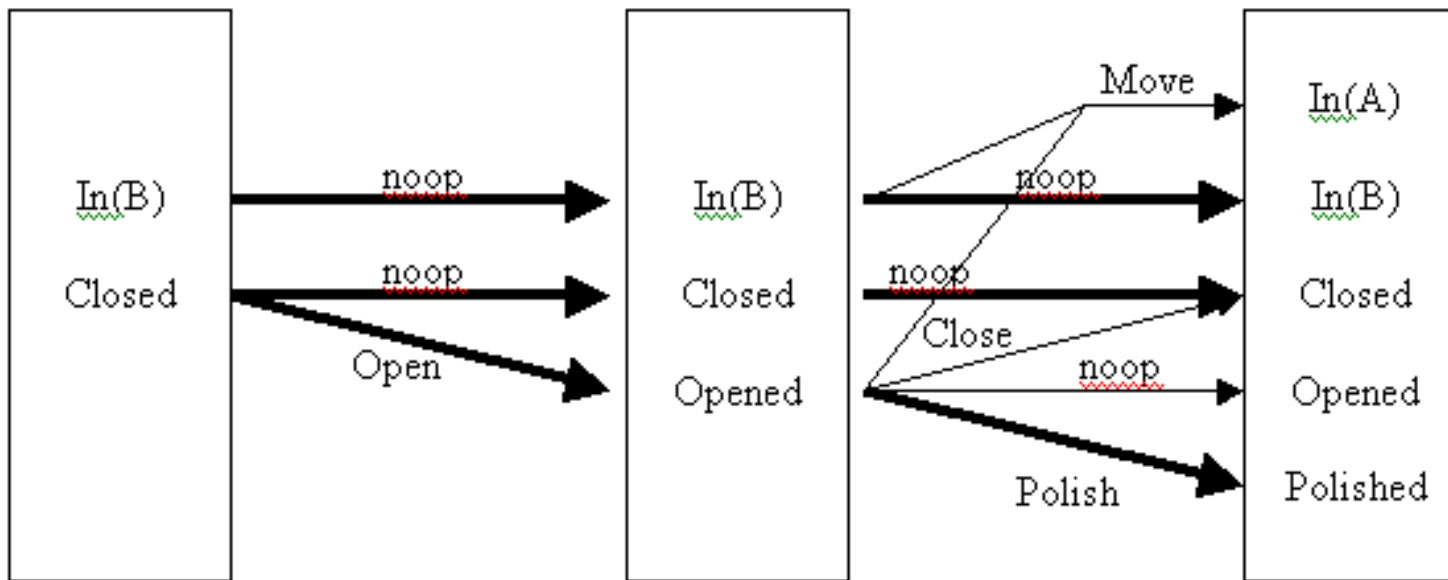 Move
In(A)
In(B)
noop
In(B)
noop
In(B)
Closed
noop
Closed
noop
Closed
Close
Open
Opened
noop
Opened
Polish
Polished